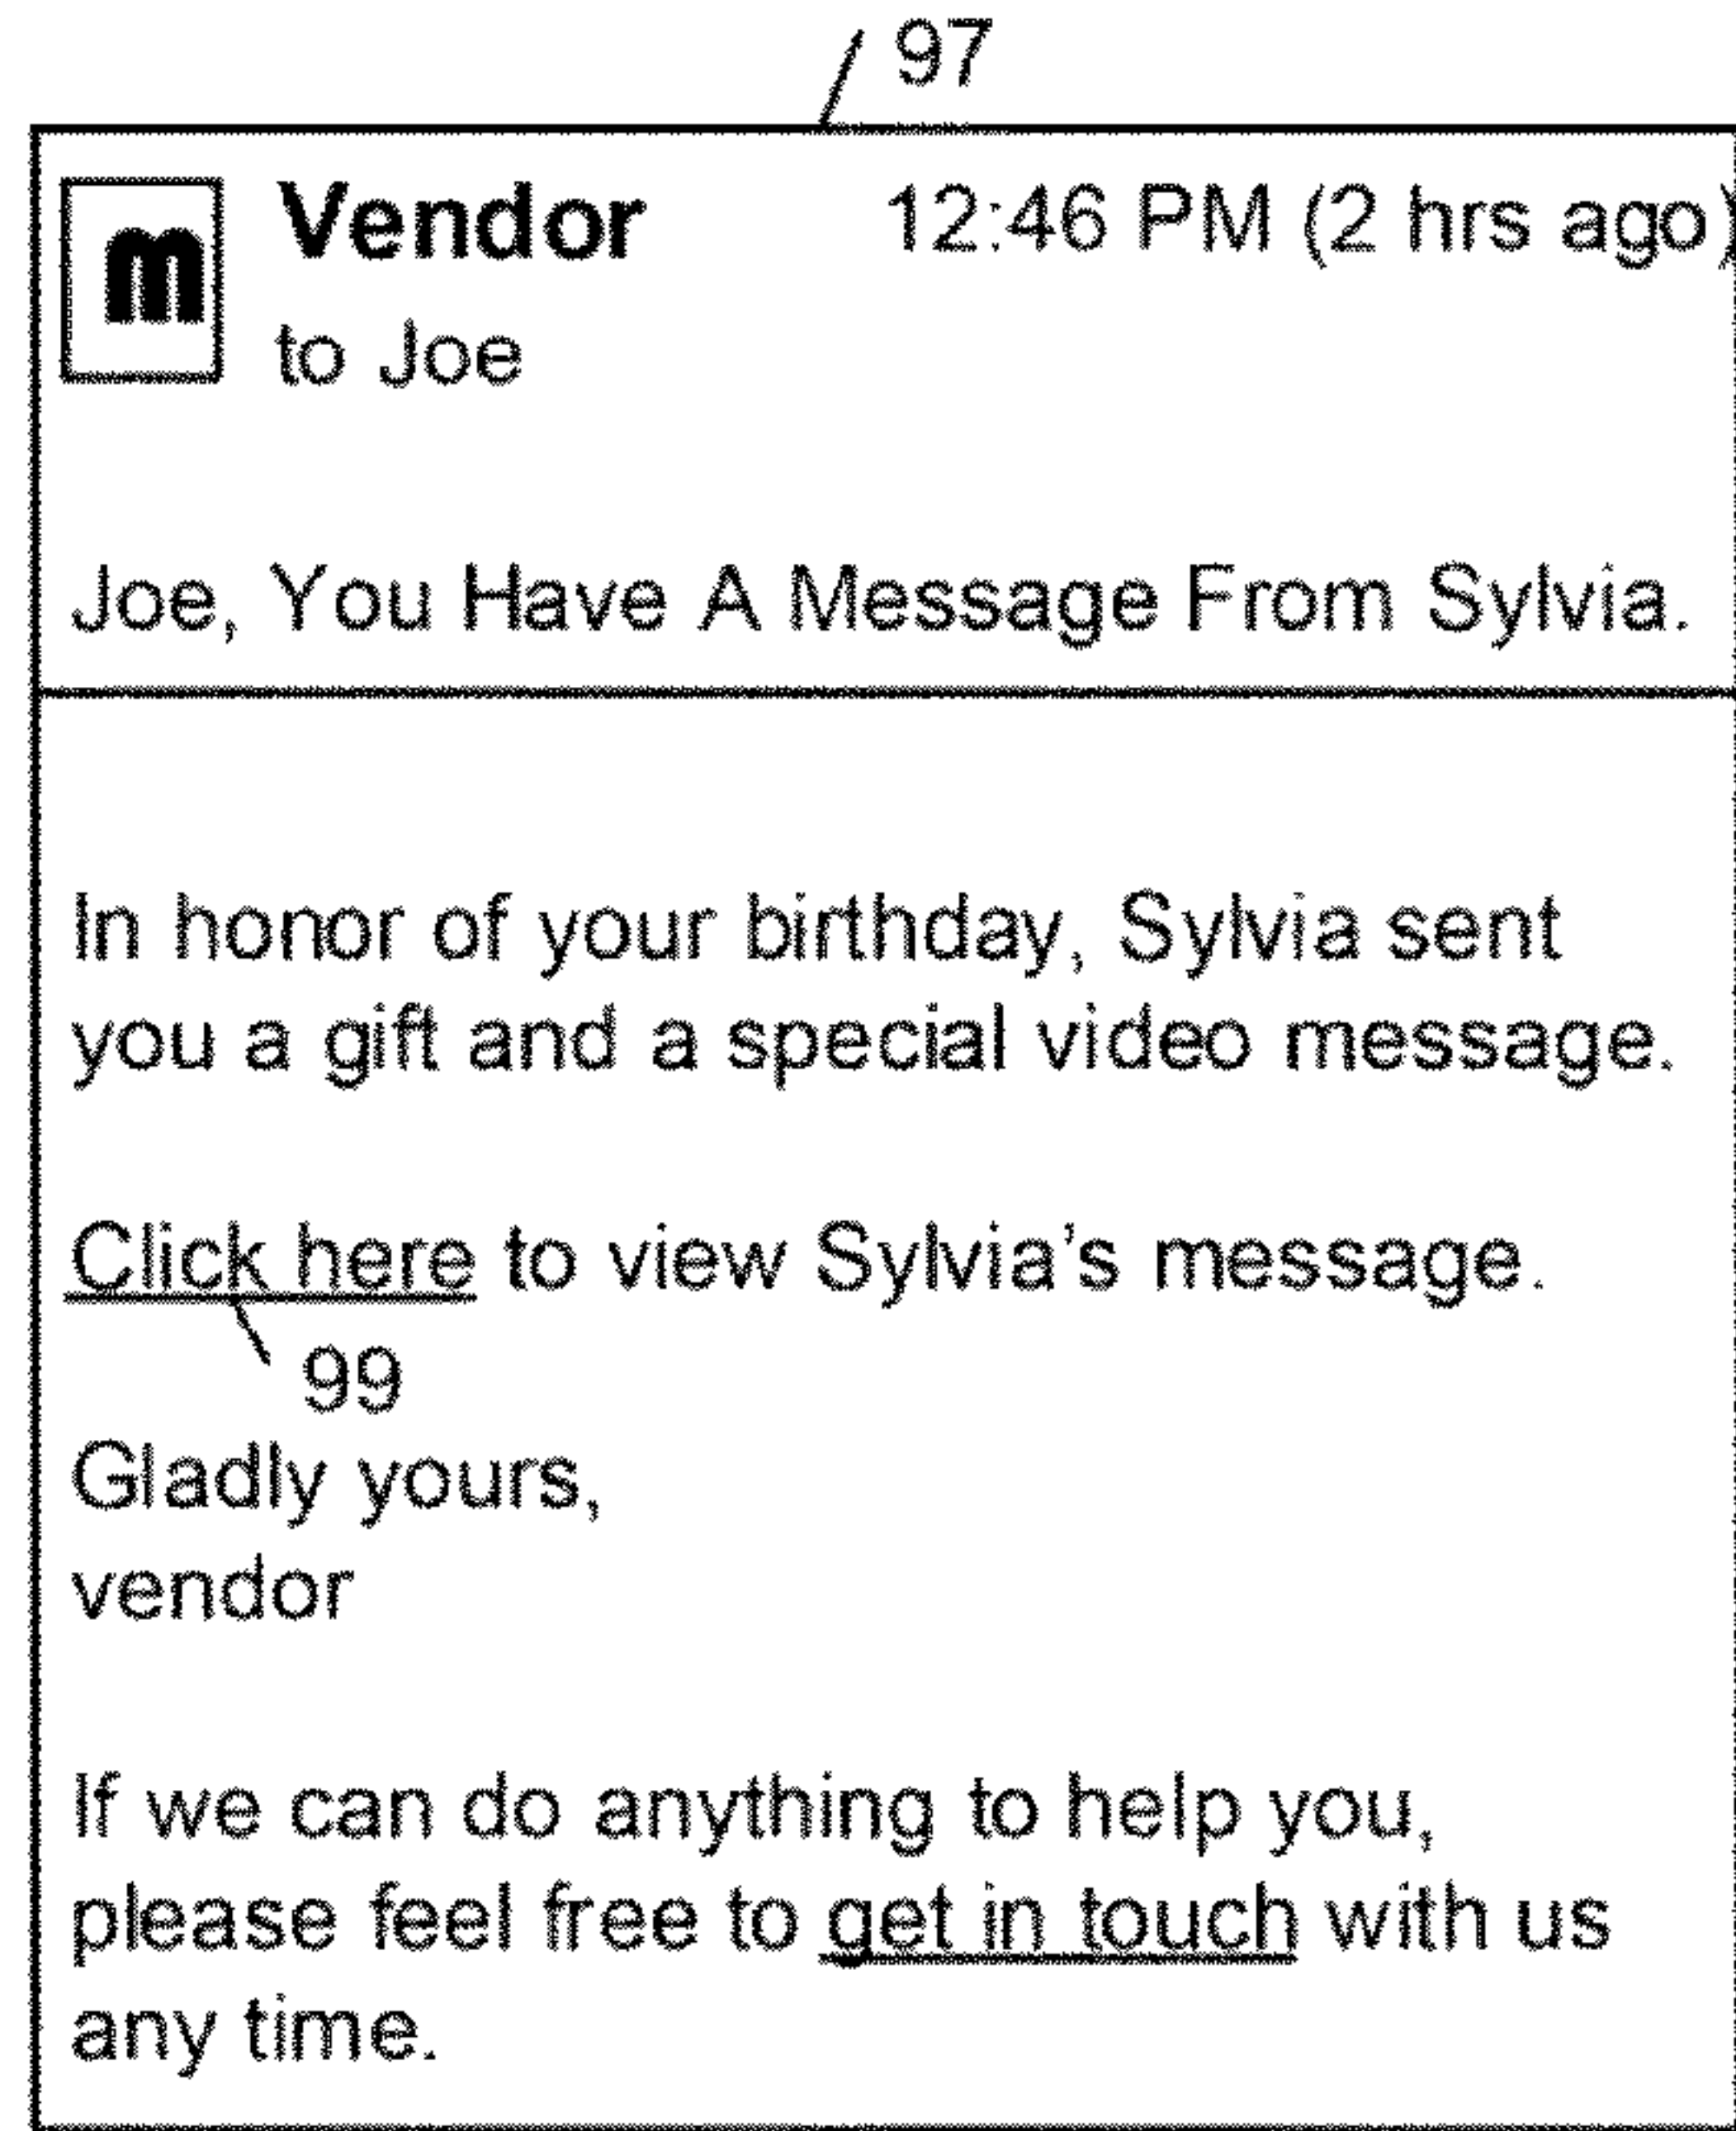 97
m Vendor 12:46 PM (2 hrs ago)
to Joe
Joe, You Have A Message From Sylvia.
In honor of your birthday, Sylvia sent
you a gift and a special video message.
Click here to view Sylvia's message.
99
Gladly yours,
vendor
If we can do anything to help you,
please feel free to get in touch with us
any time.